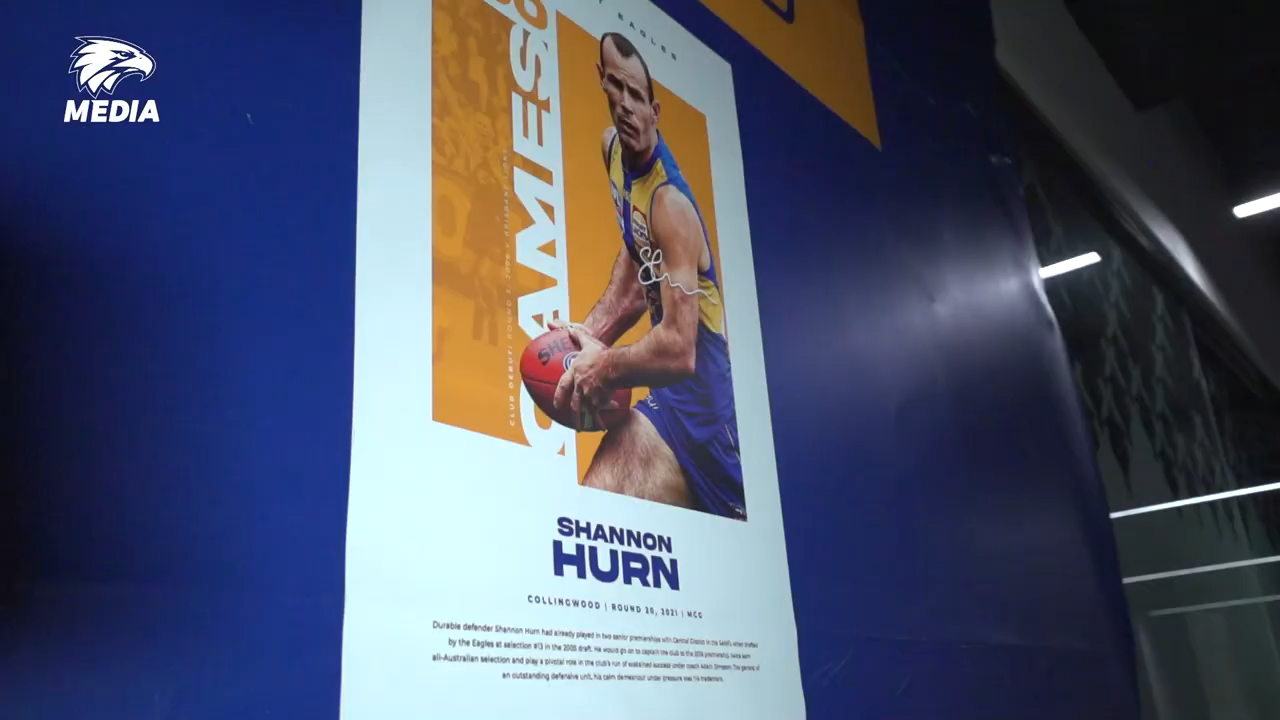 MEDIA
EAGLES
GAMES
CLUB DEBUT: ROUND
SHE
SHANNON
HURN
COLLINGWOOD | ROUND 20, 2021 | MCG
Durable defender Shannon Hurn had already played in two senior premierships with Central District in the SANFL when drafted
by the Eagles at selection #13 in the 2005 draft. He would go on to captain the club to the 2018 premiership, twice earn
all-Australian selection and play a pivotal role in the club's run of sustained success under coach Adam Simpson. The general of
an outstanding defensive unit, his calm demeanour under pressure was his trademark.